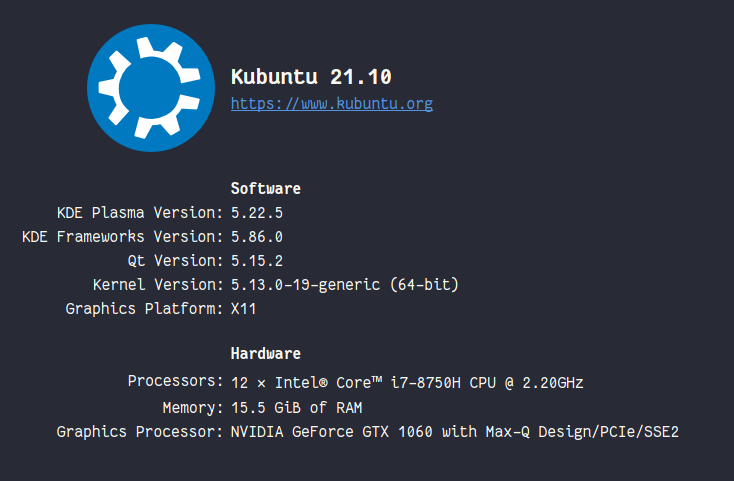 Kubuntu 21.10
https://www.kubuntu.org
Software
KDE Plasma Version: 5.22.5
KDE Frameworks Version: 5.86.0
Qt Version: 5.15.2
Kernel Version: 5.13.0-19-generic (64-bit)
Graphics Platform: X11
Hardware
Processors: 12 × Intel® Core™ i7-8750H CPU @ 2.20GHz
Memory: 15.5 GiB of RAM
Graphics Processor: NVIDIA GeForce GTX 1060 with Max-Q Design/PCIe/SSE2